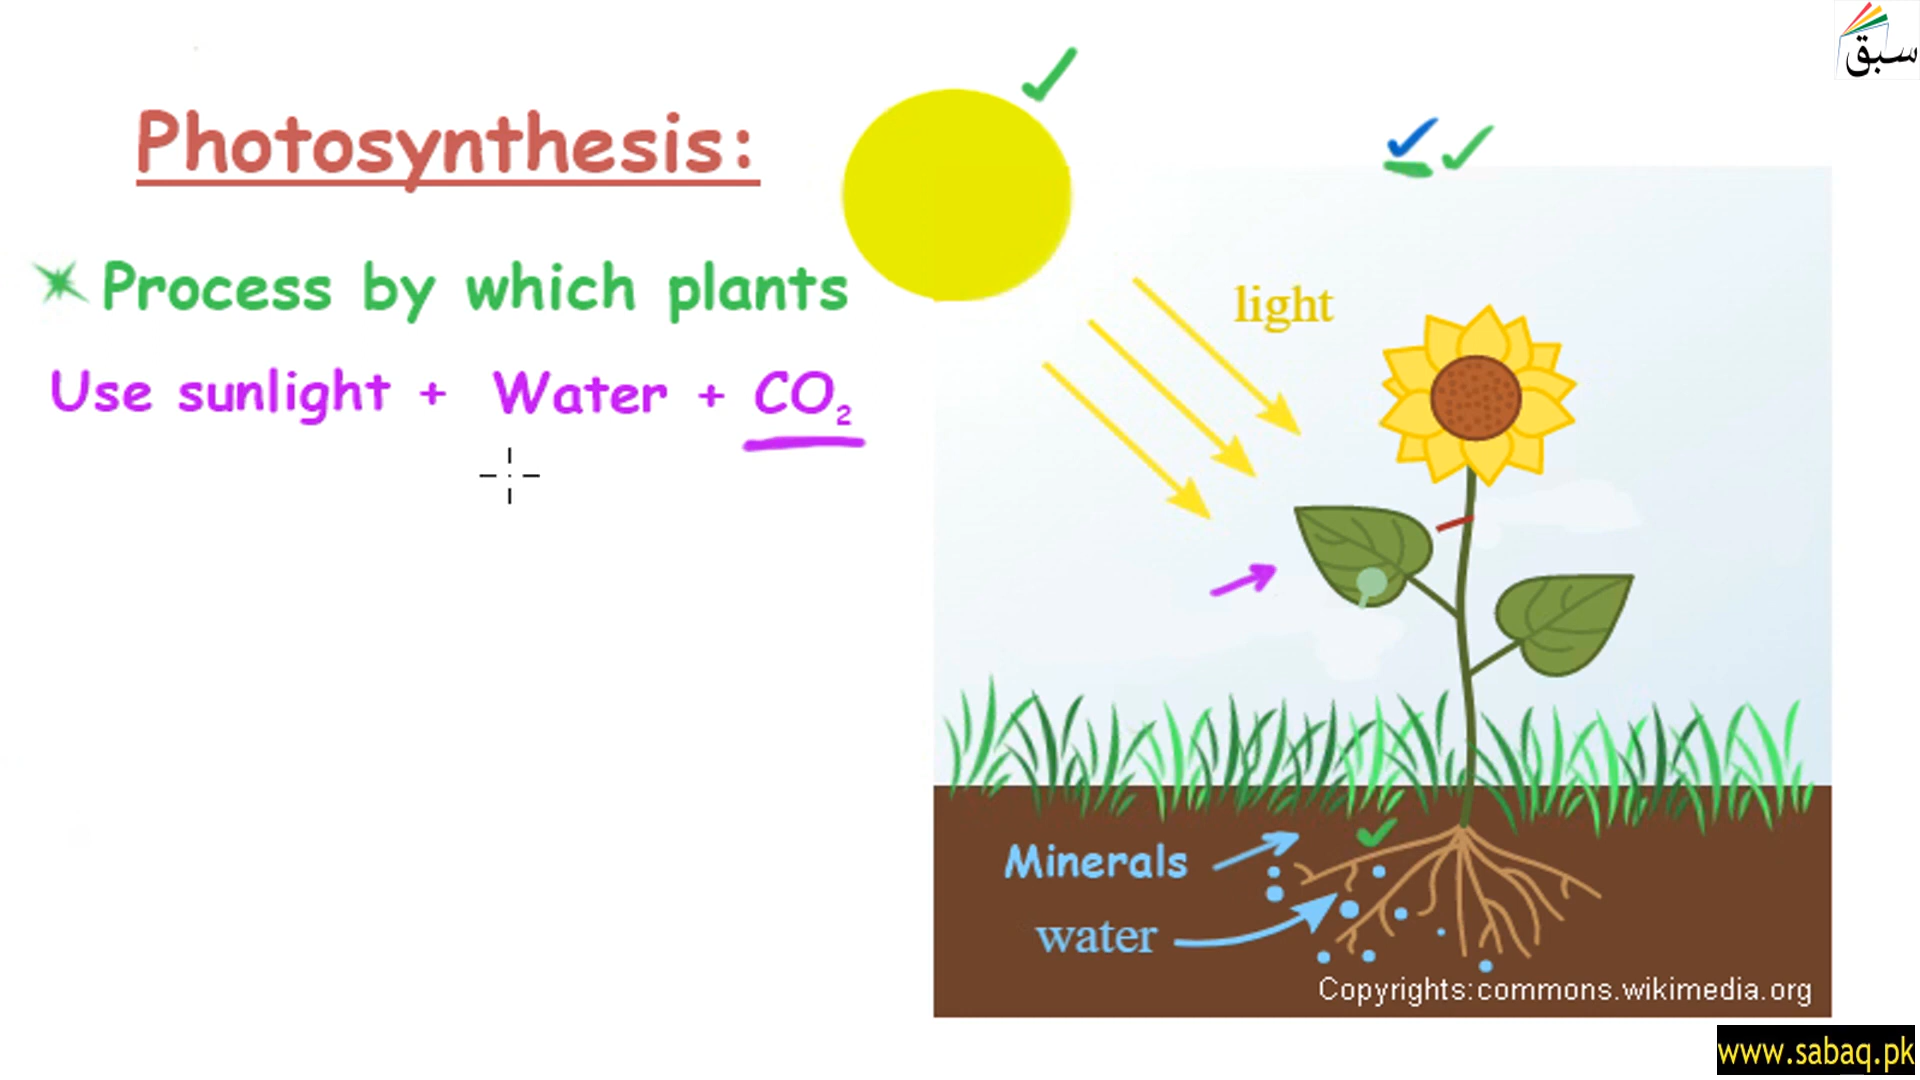 سبق
Photosynthesis:
Process by which plants
Use sunlight + Water + CO₂
light
Minerals
water
Copyrights:commons.wikimedia.org
www.sabaq.pk